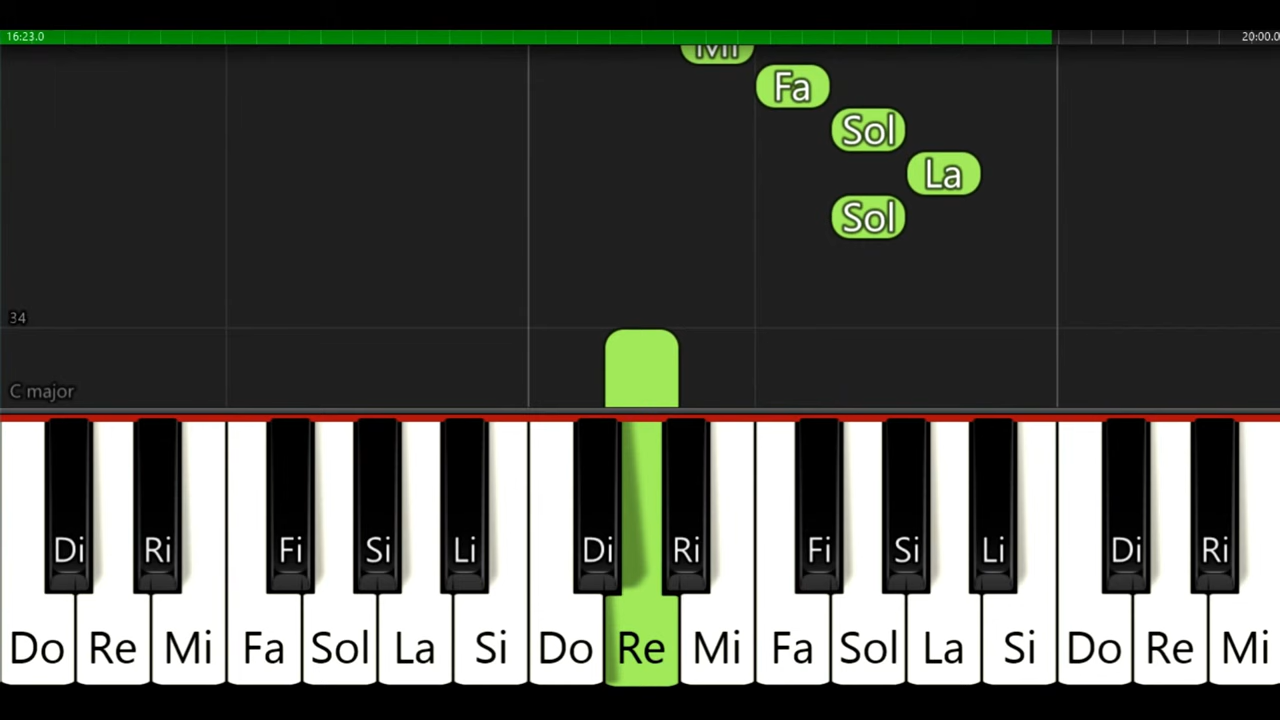 16:23.0 20:00.0
Mi
Fa
Sol
La
Sol
34
C major
Di Ri Fi Si Li Di Ri Fi Si Li Di Ri
Do Re Mi Fa Sol La Si Do Re Mi Fa Sol La Si Do Re Mi